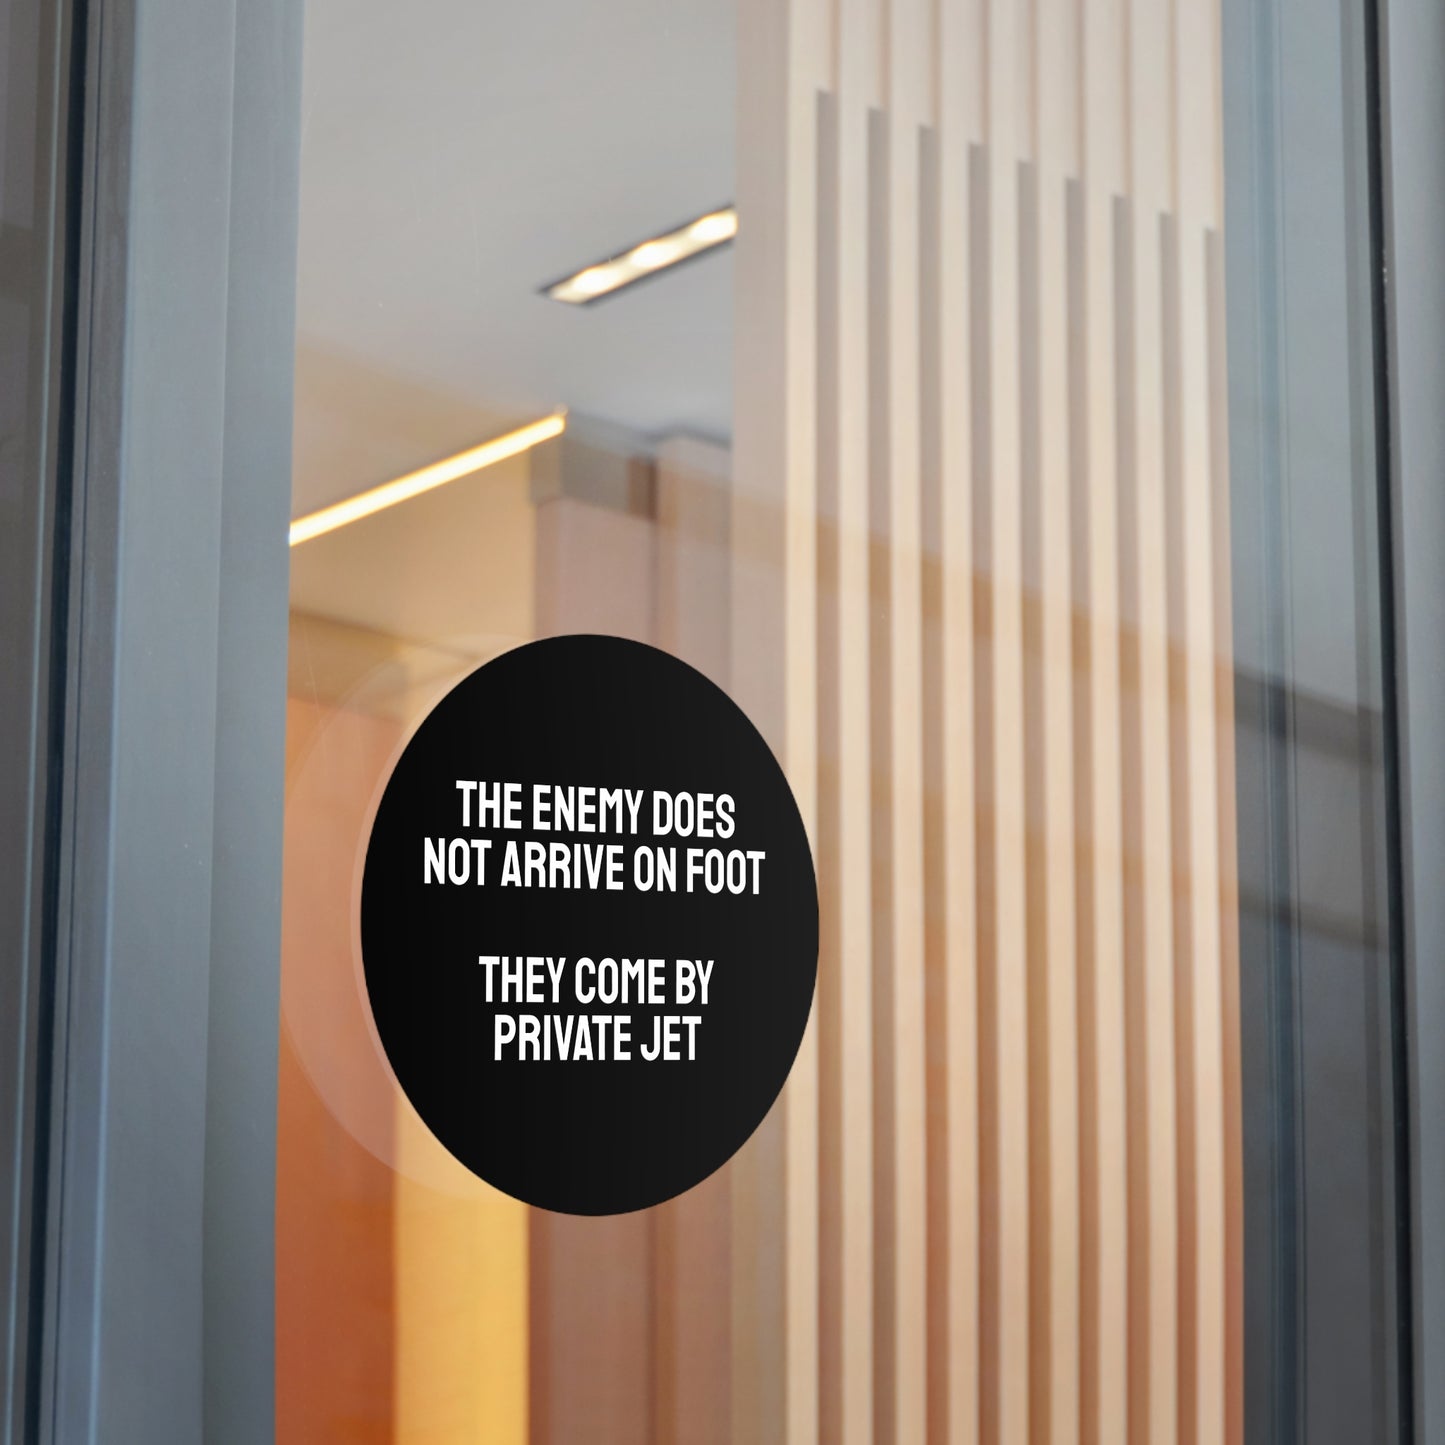 THE ENEMY DOES
NOT ARRIVE ON FOOT
THEY COME BY
PRIVATE JET